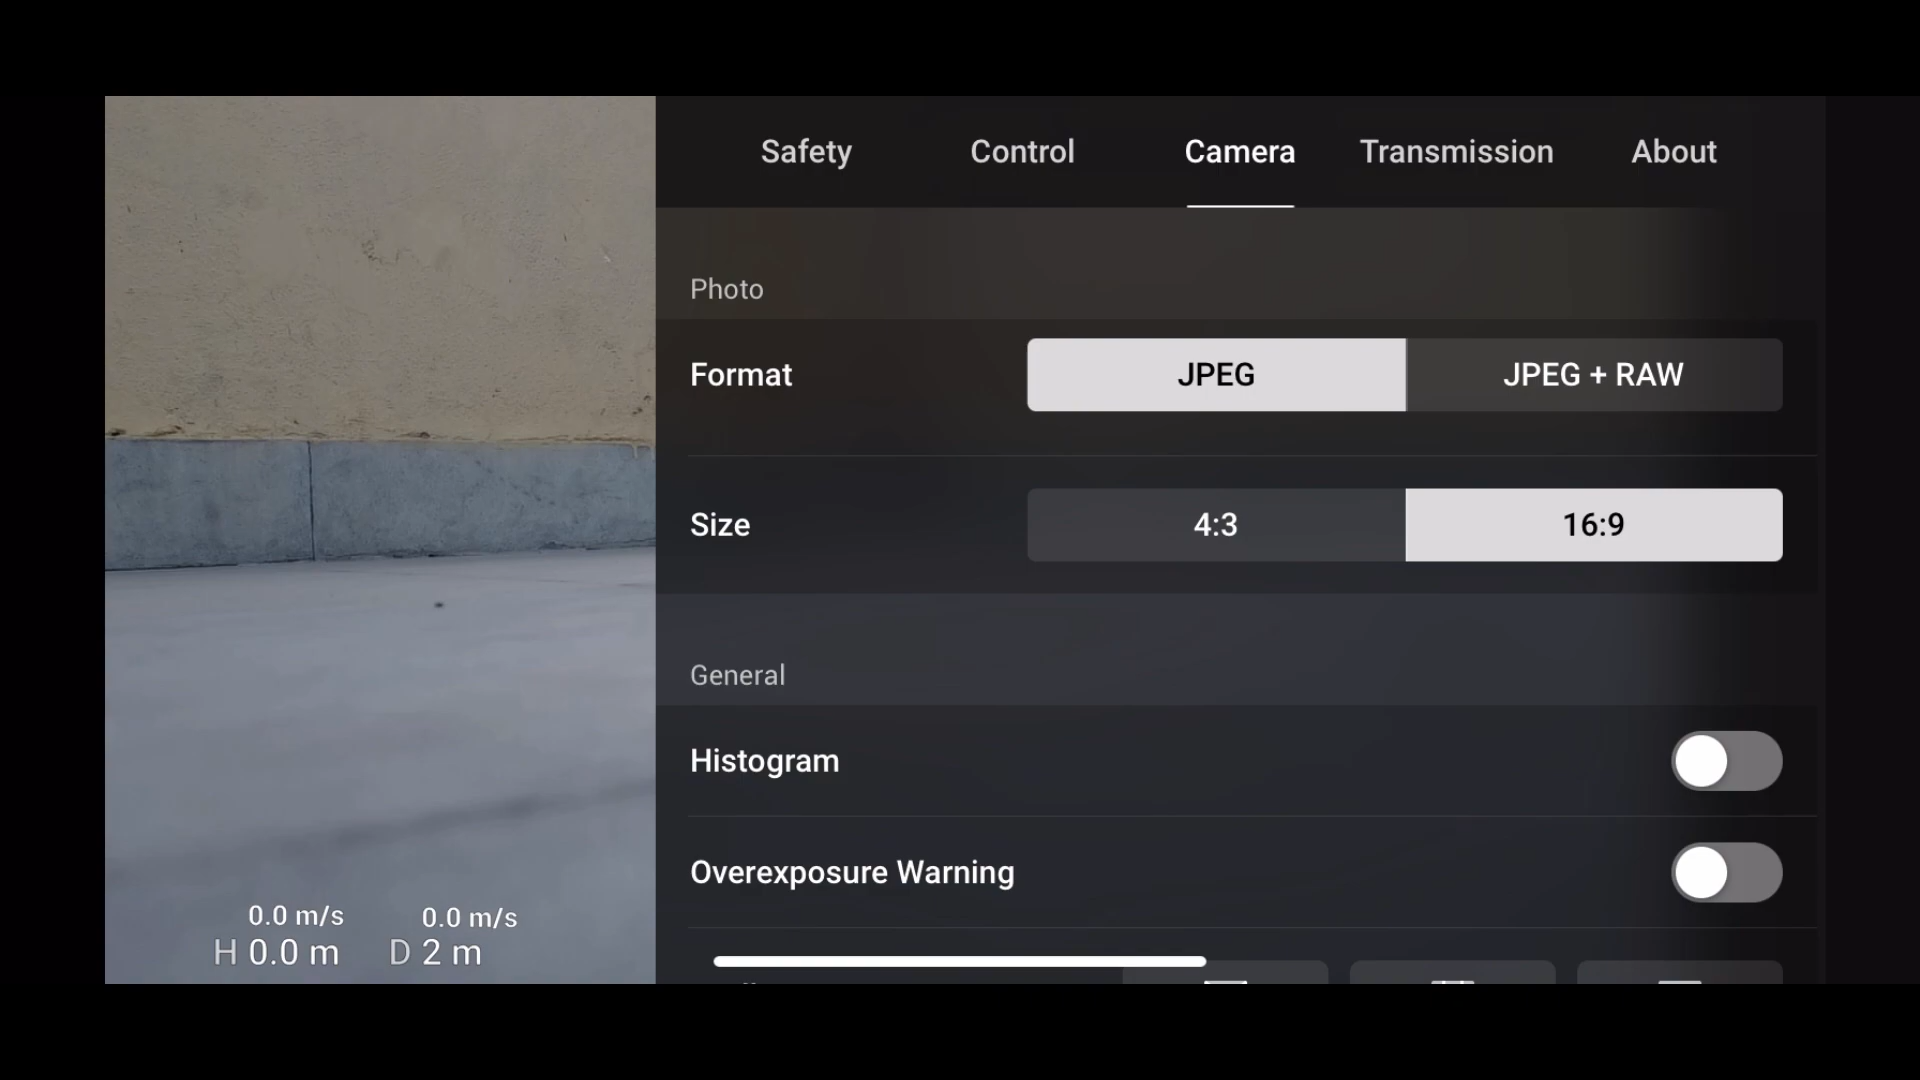 Safety Control Camera Transmission About
Photo
Format JPEG JPEG + RAW
Size 4:3 16:9
General
Histogram
Overexposure Warning
0.0 m/s 0.0 m/s
H 0.0 m D 2 m